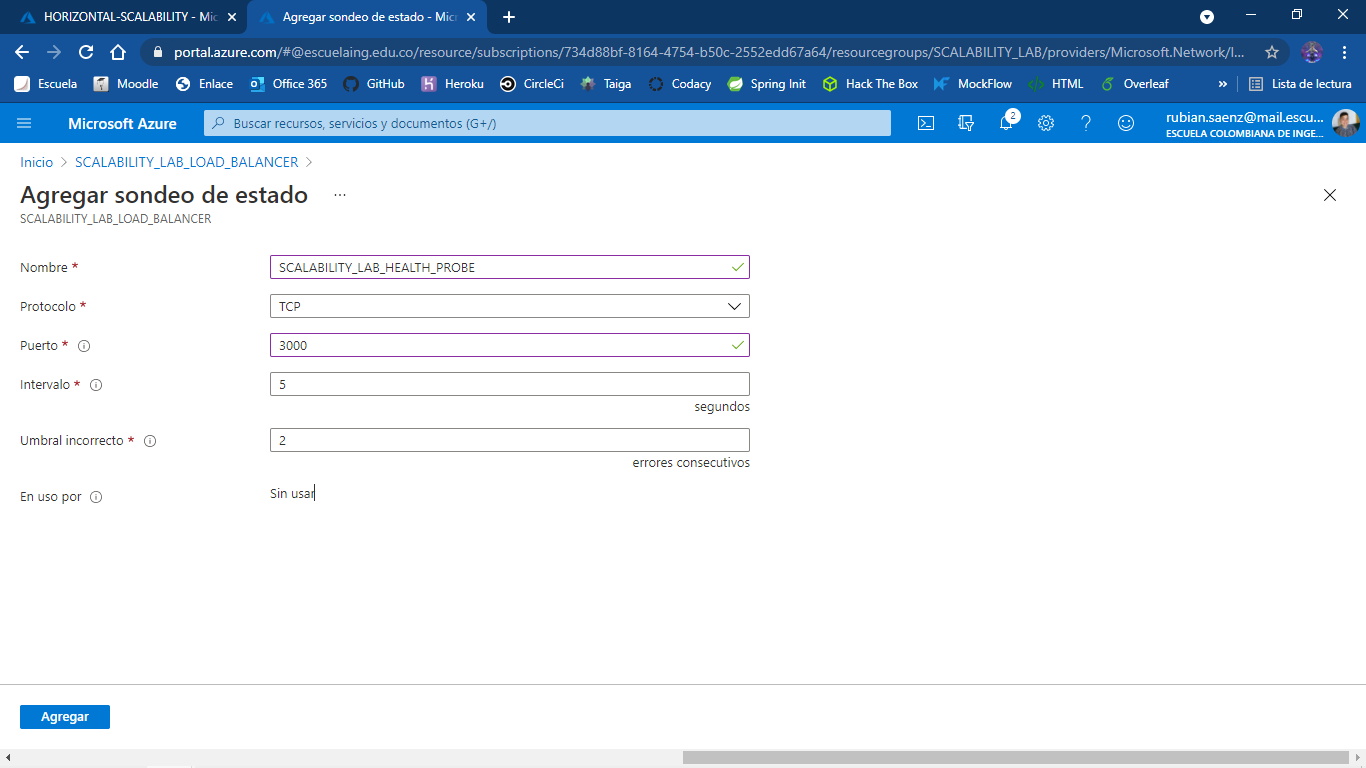 HORIZONTAL-SCALABILITY - Mic
Agregar sondeo de estado - Micr
portal.azure.com/#@escuelaing.edu.co/resource/subscriptions/734d88bf-8164-4754-b50c-2552edd67a64/resourcegroups/SCALABILITY_LAB/providers/Microsoft.Network/l...
Escuela Moodle Enlace Office 365 GitHub Heroku CircleCi Taiga Codacy Spring Init Hack The Box MockFlow HTML Overleaf » Lista de lectura
Microsoft Azure
Buscar recursos, servicios y documentos (G+/)
2
rubian.saenz@mail.escu...
ESCUELA COLOMBIANA DE INGE...
Inicio > SCALABILITY_LAB_LOAD_BALANCER >
Agregar sondeo de estado ...
SCALABILITY_LAB_LOAD_BALANCER
Nombre * SCALABILITY_LAB_HEALTH_PROBE
Protocolo * TCP
Puerto * 3000
Intervalo * 5
segundos
Umbral incorrecto * 2
errores consecutivos
En uso por Sin usar
Agregar